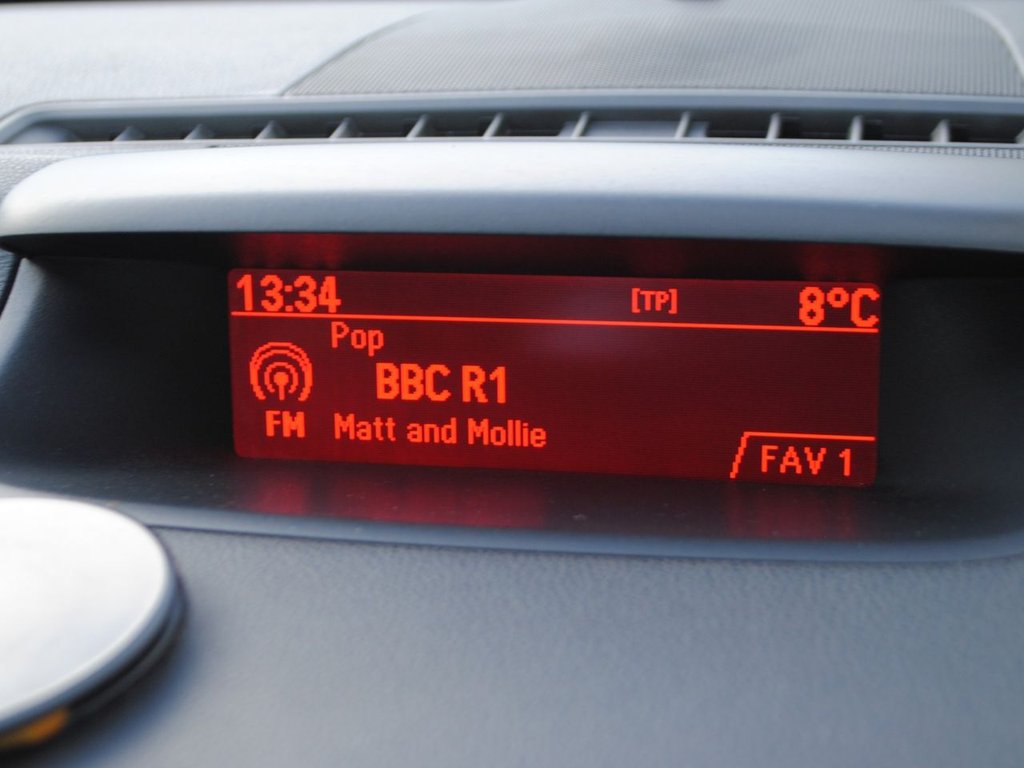 13:34 [TP] 8°C
Pop
BBC R1
FM Matt and Mollie
FAV 1